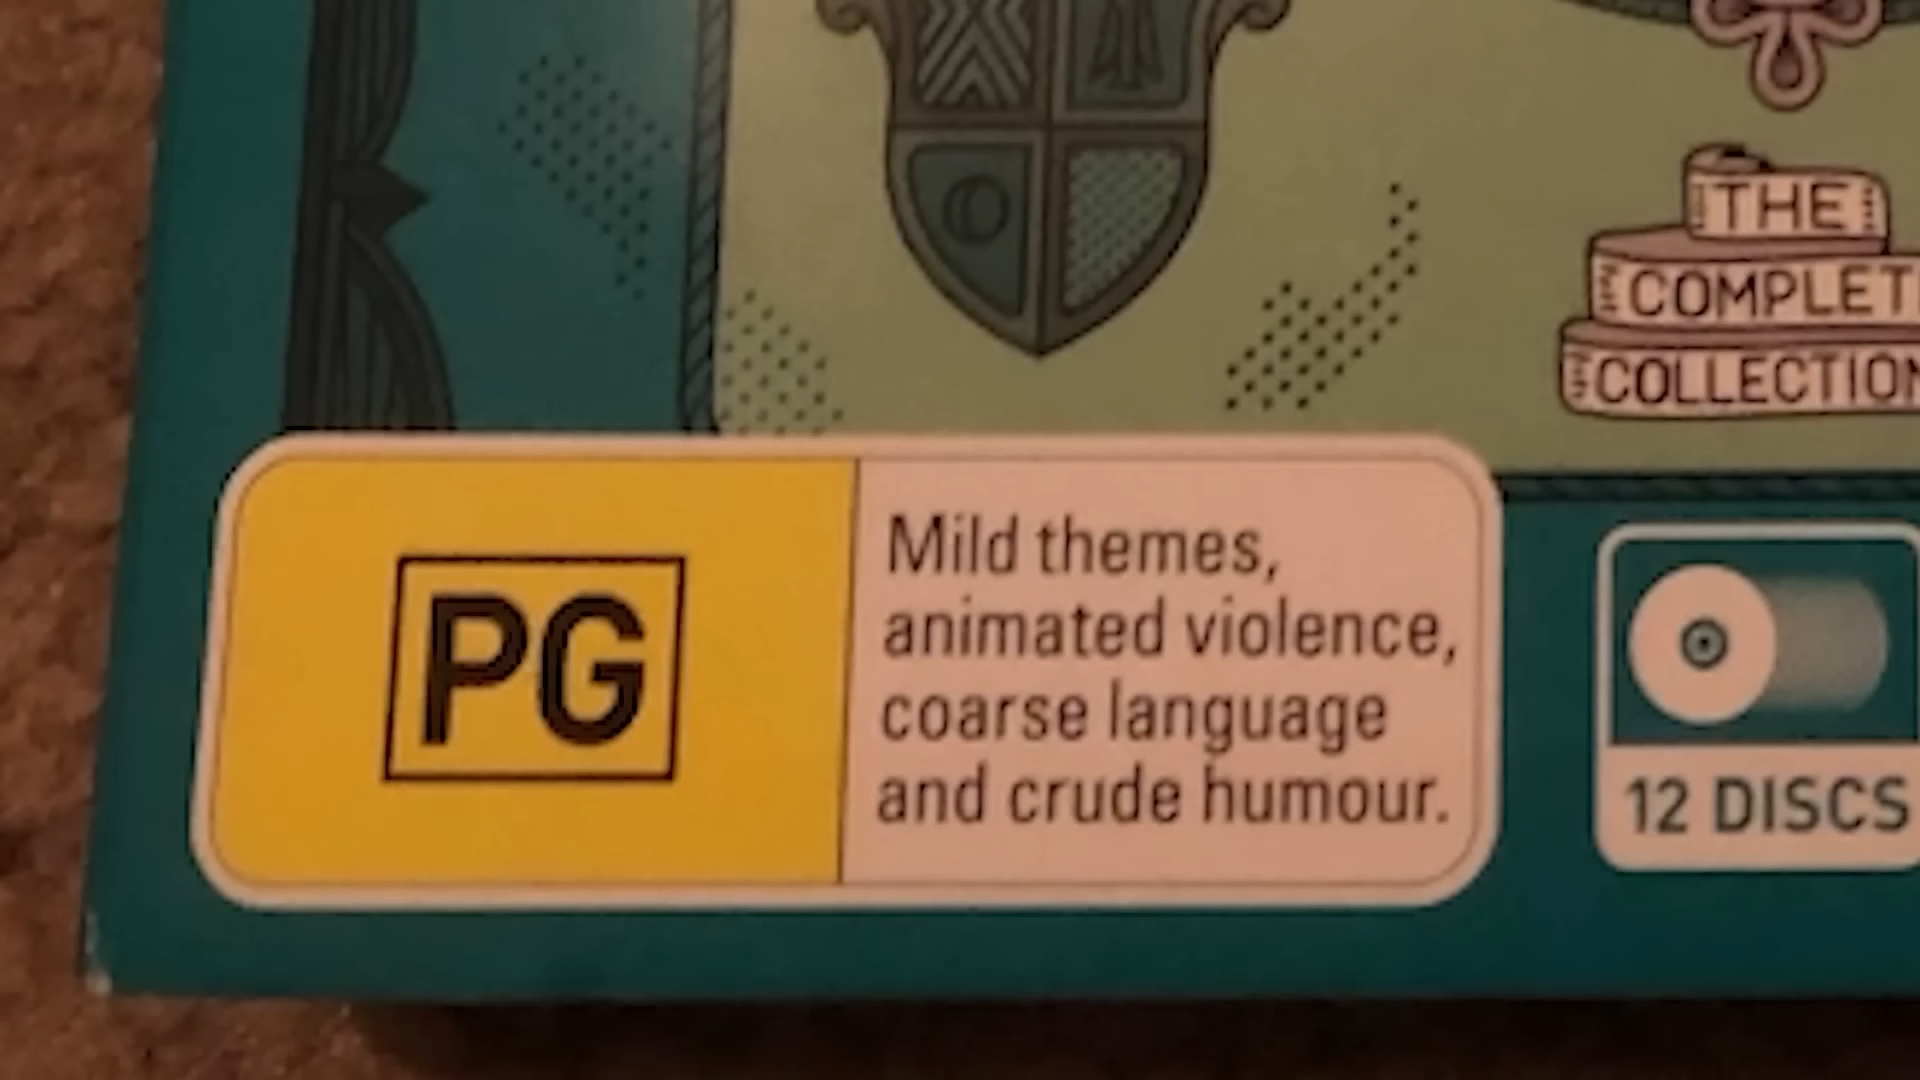 THE
COMPLET
COLLECTION
PG
Mild themes,
animated violence,
coarse language
and crude humour.
12 DISCS